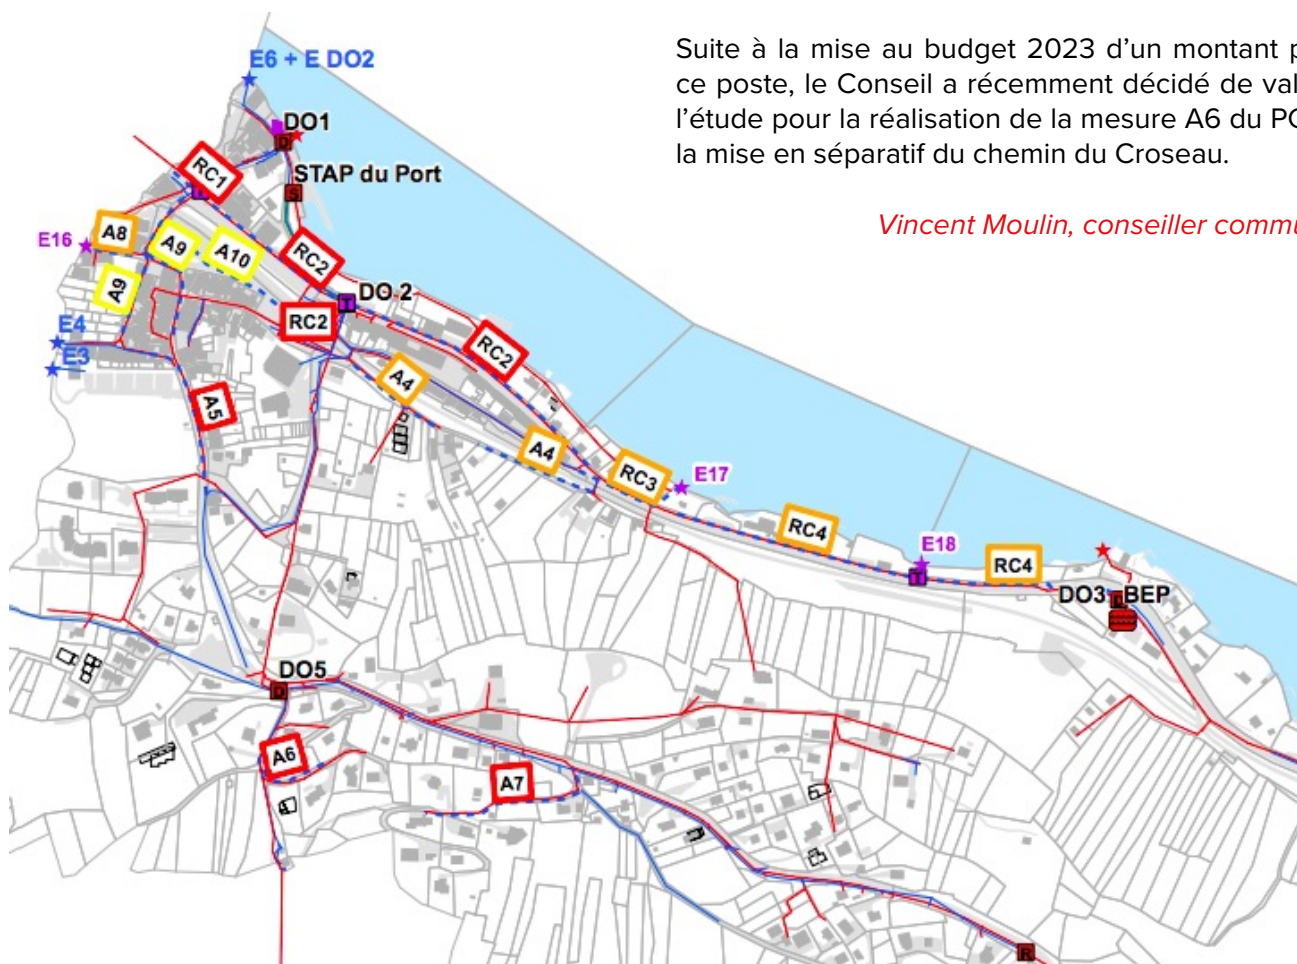 Suite à la mise au budget 2023 d'un montant p
ce poste, le Conseil a récemment décidé de val
l'étude pour la réalisation de la mesure A6 du PG
la mise en séparatif du chemin du Croseau.
Vincent Moulin, conseiller commu
E6 + E DO2
DO1
D
RC1
T
STAP du Port
S
E16
A8
A9
A10
RC2
A9
DO 2
T
RC2
E4
E3
RC2
A4
A5
A4
RC3
E17
RC4
E18
T
RC4
DO3
BEP
DO5
D
A6
A7
R